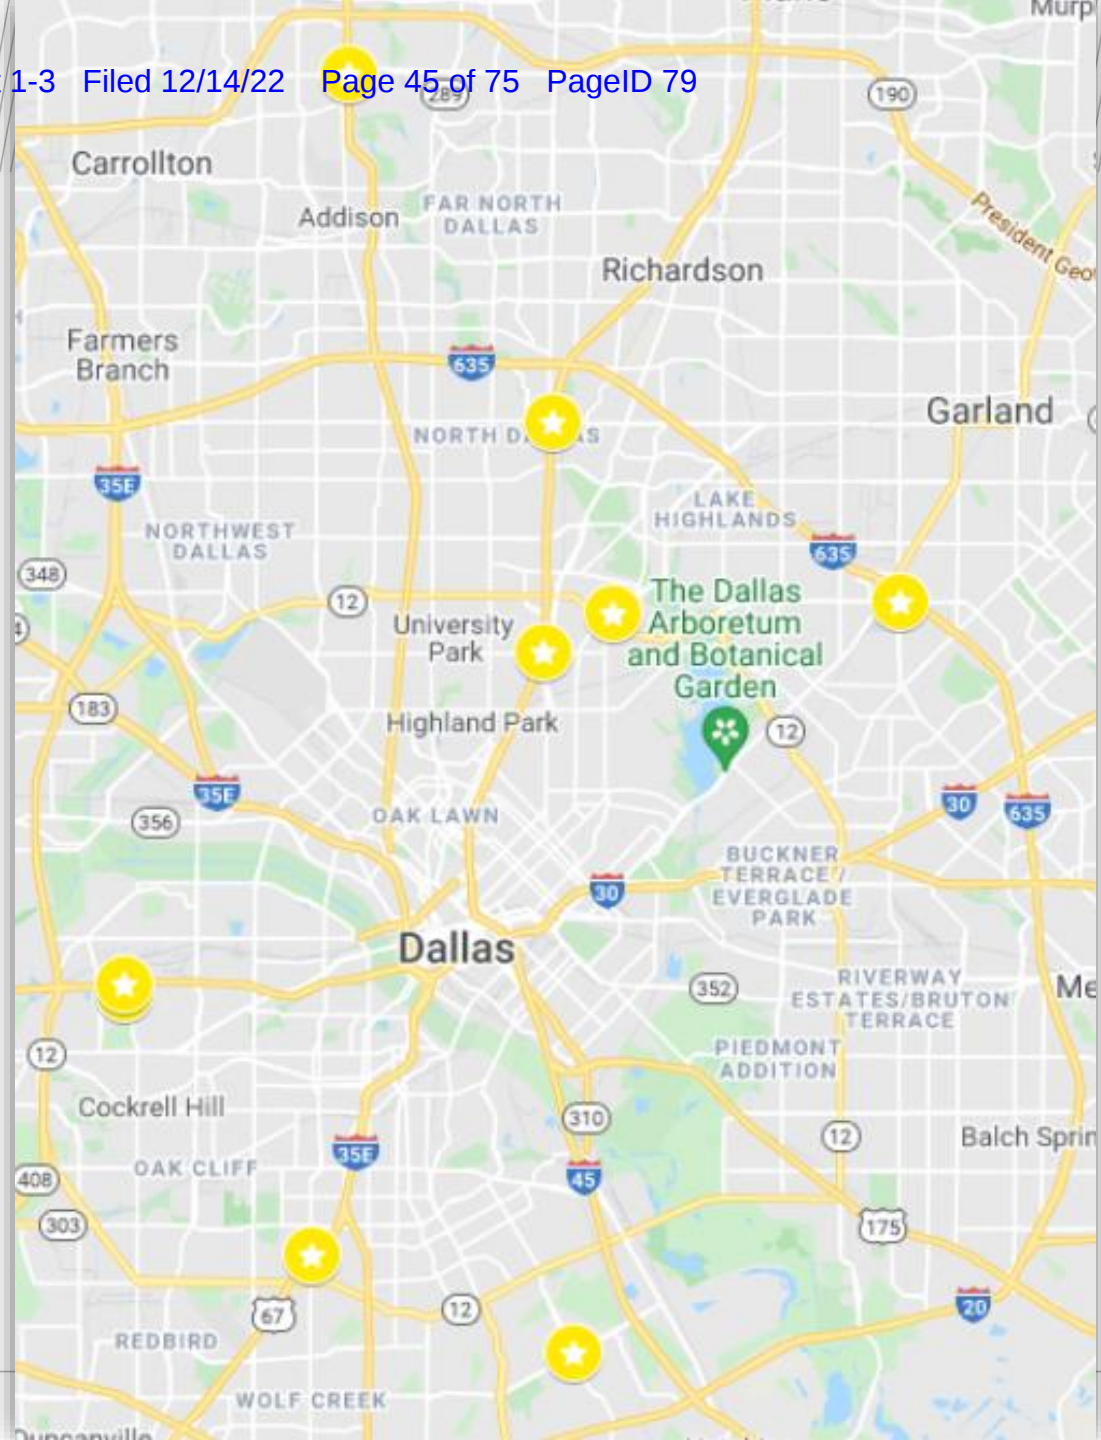 1-3 Filed 12/14/22 Page 45 of 75 PageID 79
289
190
Carrollton
Addison
FAR NORTH
DALLAS
President Geo
Richardson
Farmers
Branch
635
Garland
NORTH D AS
35E
LAKE
HIGHLANDS
NORTHWEST
DALLAS
635
348
12
The Dallas
Arboretum
and Botanical
Garden
University
Park
183
Highland Park
12
35E
356
OAK LAWN
30
635
BUCKNER
TERRACE /
EVERGLADE
PARK
30
Dallas
352
RIVERWAY
ESTATES/BRUTON
TERRACE
Me
12
PIEDMONT
ADDITION
Cockrell Hill
310
12
Balch Sprin
35E
OAK CLIFF
408
45
303
175
67
12
20
REDBIRD
WOLF CREEK